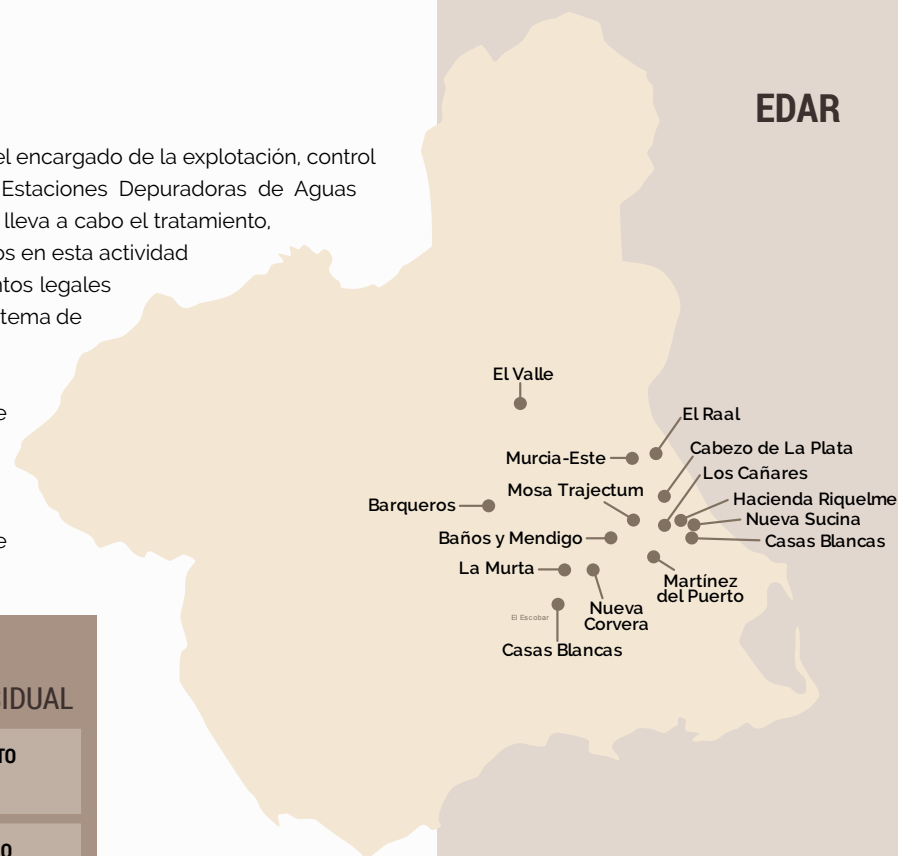 EDAR
el encargado de la explotación, control
Estaciones Depuradoras de Aguas
lleva a cabo el tratamiento,
os en esta actividad
ntos legales
tema de
e
e
El Valle
El Raal
Cabezo de La Plata
Murcia-Este
Los Cañares
Mosa Trajectum
Hacienda Riquelme
Barqueros
Nueva Sucina
Baños y Mendigo
Casas Blancas
La Murta
Martínez
del Puerto
Nueva
Corvera
El Escobar
Casas Blancas
IDUAL
TO
O